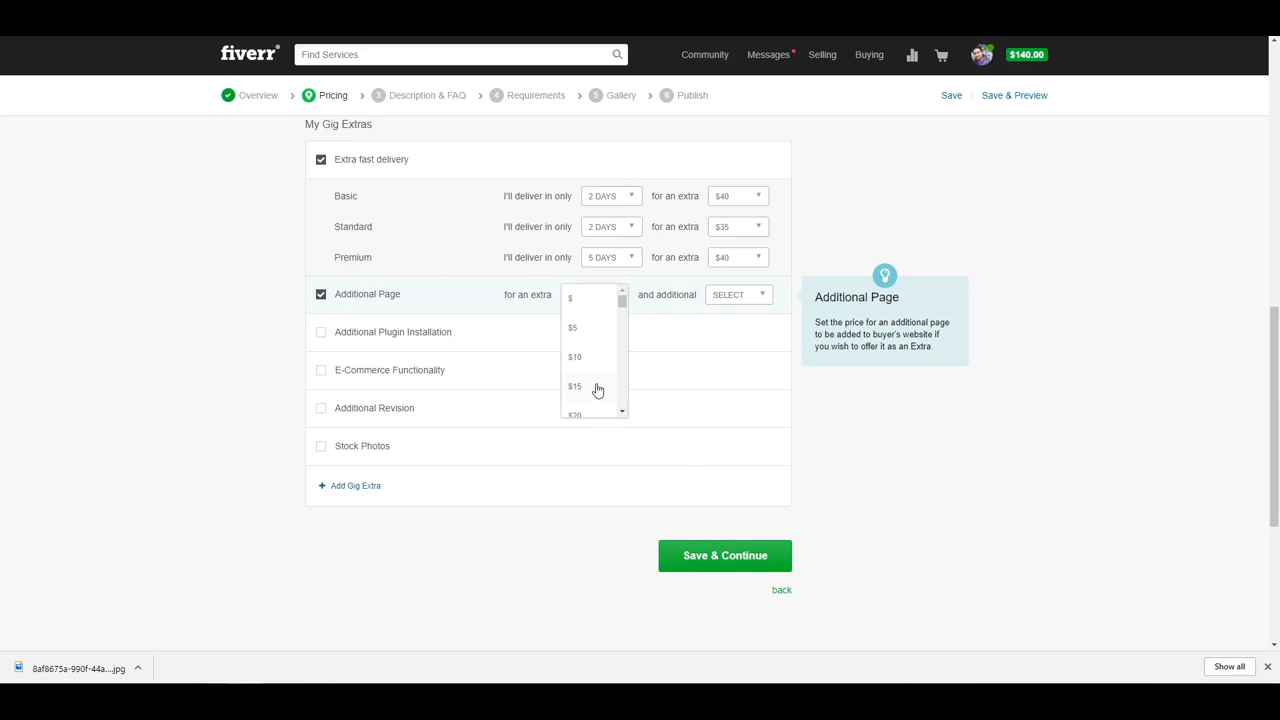 fiverr®
Find Services
Community
Messages
Selling
Buying
$140.00
Overview
Pricing
3 Description & FAQ
4 Requirements
5 Gallery
6 Publish
Save
Save & Preview
My Gig Extras
Extra fast delivery
Basic I'll deliver in only 2 DAYS for an extra $40
Standard I'll deliver in only 2 DAYS for an extra $35
Premium I'll deliver in only 5 DAYS for an extra $40
Additional Page for an extra and additional SELECT
$
$5
$10
$15
$20
Additional Plugin Installation
E-Commerce Functionality
Additional Revision
Stock Photos
+ Add Gig Extra
Additional Page
Set the price for an additional page
to be added to buyer's website if
you wish to offer it as an Extra.
Save & Continue
back
8af8675a-990f-44a....jpg
Show all